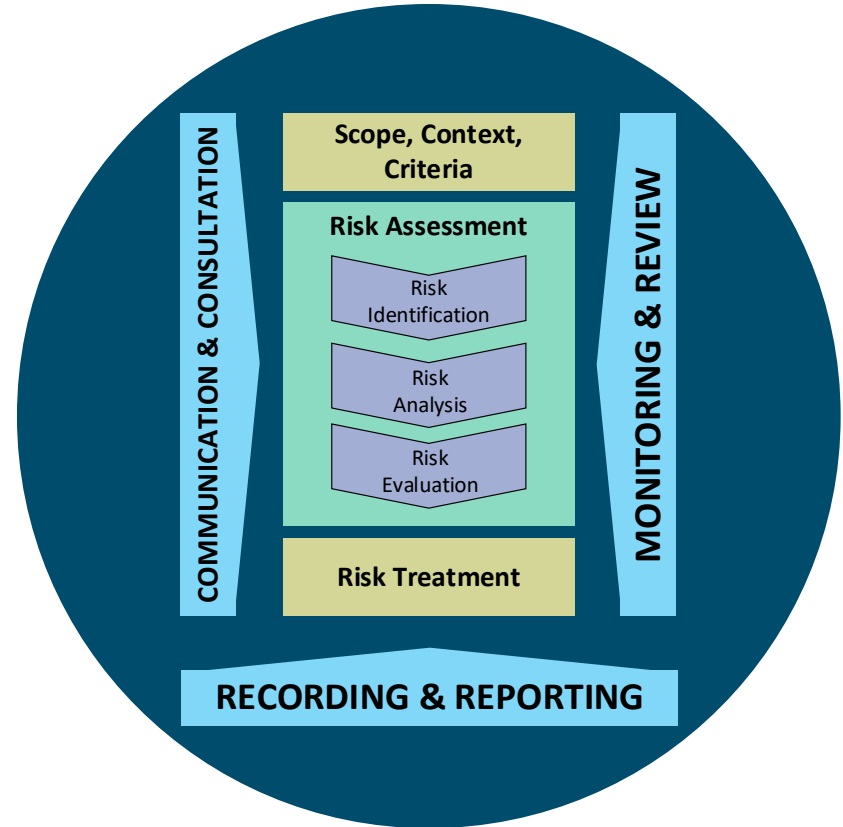 Scope, Context,
Criteria
Risk Assessment
Risk
Identification
Risk
Analysis
Risk
Evaluation
Risk Treatment
COMMUNICATION & CONSULTATION
MONITORING & REVIEW
RECORDING & REPORTING